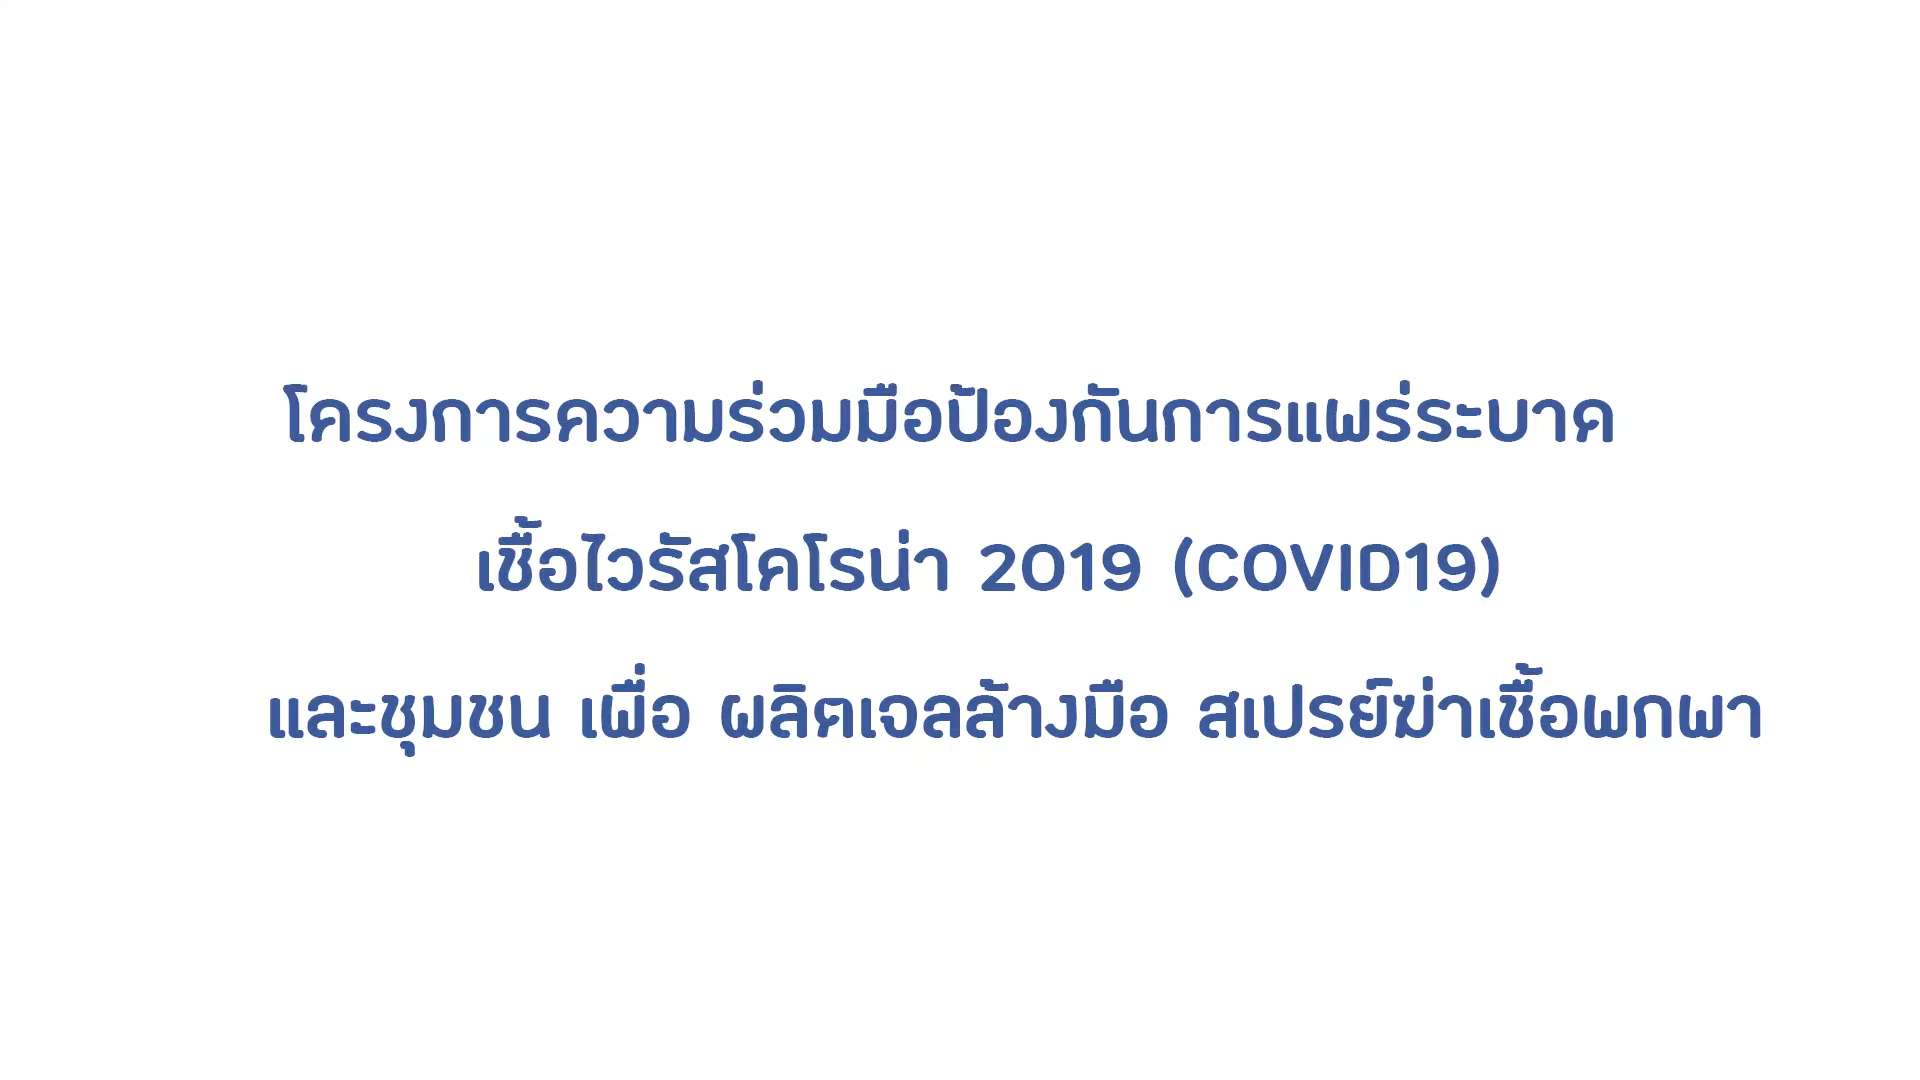 โครงการความร่วมมือป้องกันการแพร่ระบาด
เชื้อไวรัสโคโรน่า 2019 (COVID19)
และชุมชน เพื่อ ผลิตเจลล้างมือ สเปรย์ฆ่าเชื้อพกพา